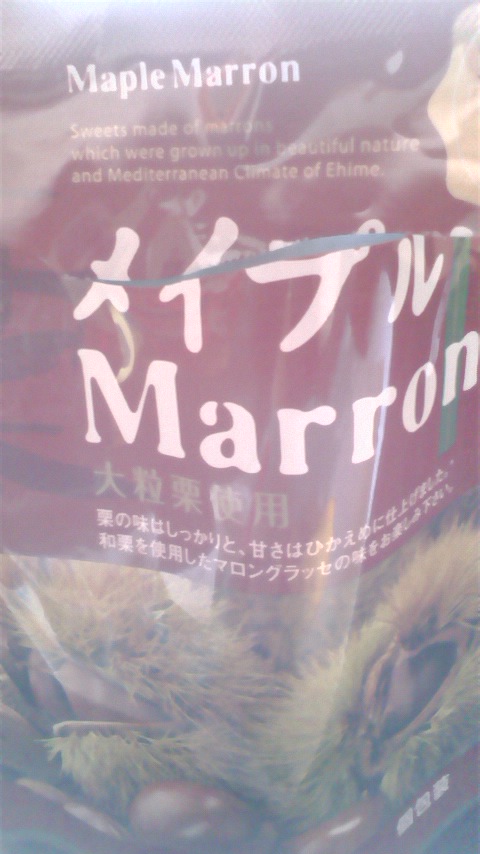 Maple Marron
Sweets made of marrons
which were grown up in beautiful nature
and Mediterranean Climate of Ehime.
メイプル
Marron
大粒栗使用
栗の味はしっかりと、甘さはひかえめに仕上げました。
和栗を使用したマロングラッセの味をお楽しみ下さい。
個包装